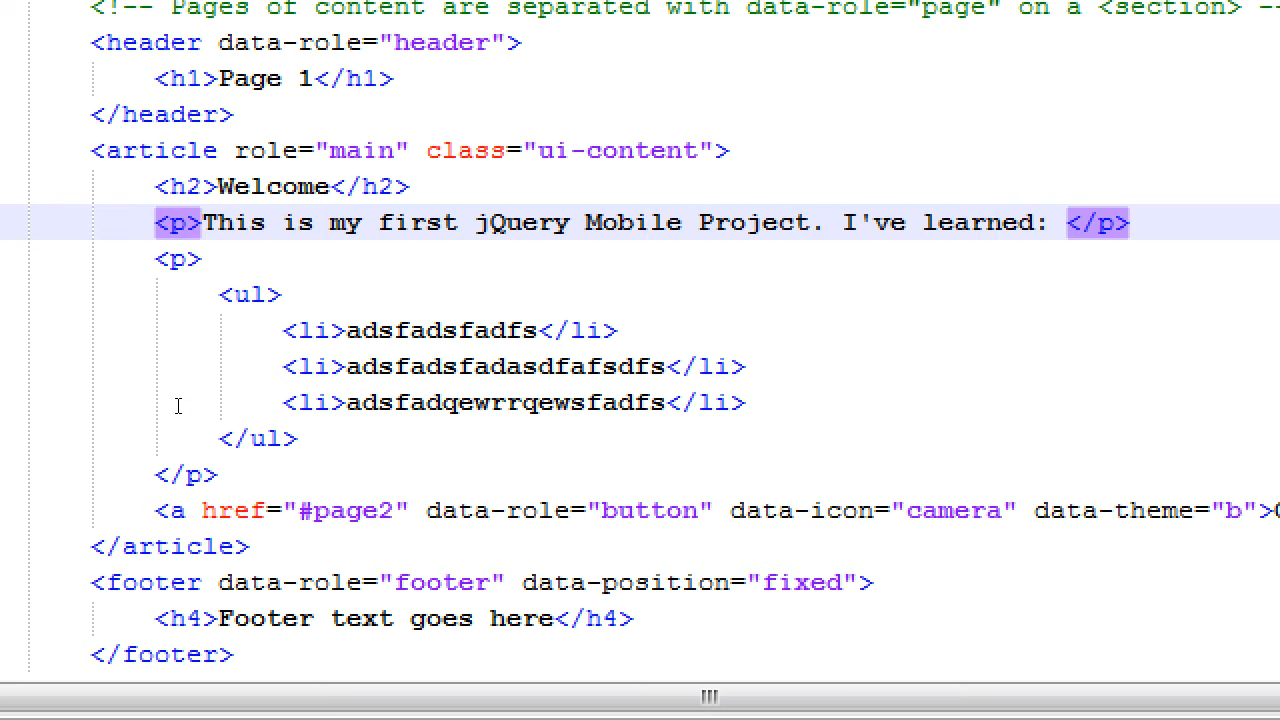 <!-- Pages of content are separated with data-role="page" on a <section> --
<header data-role="header">
<h1>Page 1</h1>
</header>
<article role="main" class="ui-content">
<h2>Welcome</h2>
<p>This is my first jQuery Mobile Project. I've learned: </p>
<p>
<ul>
<li>adsfadsfadfs</li>
<li>adsfadsfadasdfafsdfs</li>
<li>adsfadqewrrqewsfadfs</li>
</ul>
</p>
<a href="#page2" data-role="button" data-icon="camera" data-theme="b">
</article>
<footer data-role="footer" data-position="fixed">
<h4>Footer text goes here</h4>
</footer>